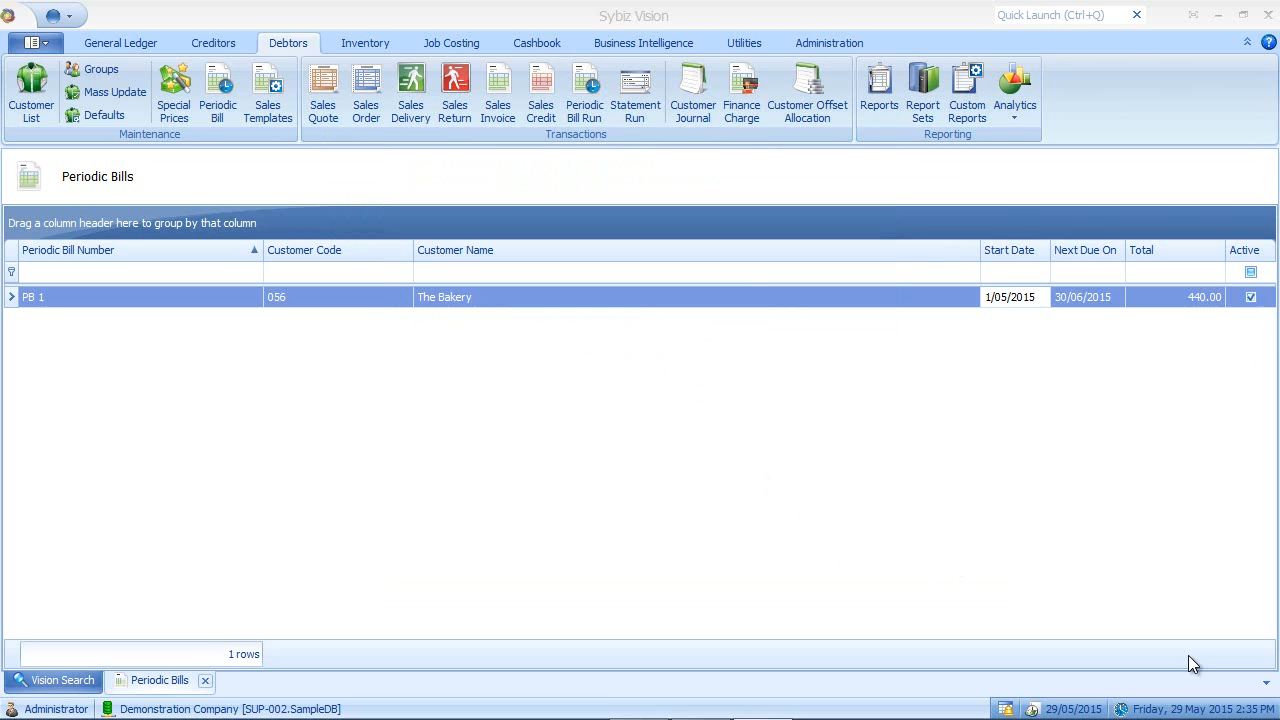 Sybiz Vision
Quick Launch (Ctrl+Q)
General Ledger Creditors Debtors Inventory Job Costing Cashbook Business Intelligence Utilities Administration
Customer List
Groups
Mass Update
Defaults
Special Prices
Periodic Bill
Sales Templates
Maintenance
Sales Quote
Sales Order
Sales Delivery
Sales Return
Sales Invoice
Sales Credit
Periodic Bill Run
Statement Run
Customer Journal
Finance Charge
Customer Offset Allocation
Transactions
Reports
Report Sets
Custom Reports
Analytics
Reporting
Periodic Bills
Drag a column header here to group by that column
Periodic Bill Number Customer Code Customer Name Start Date Next Due On Total Active
PB 1 056 The Bakery 1/05/2015 30/06/2015 440.00
1 rows
Vision Search Periodic Bills
Administrator Demonstration Company [SUP-002.SampleDB] 29/05/2015 Friday, 29 May 2015 2:35 PM